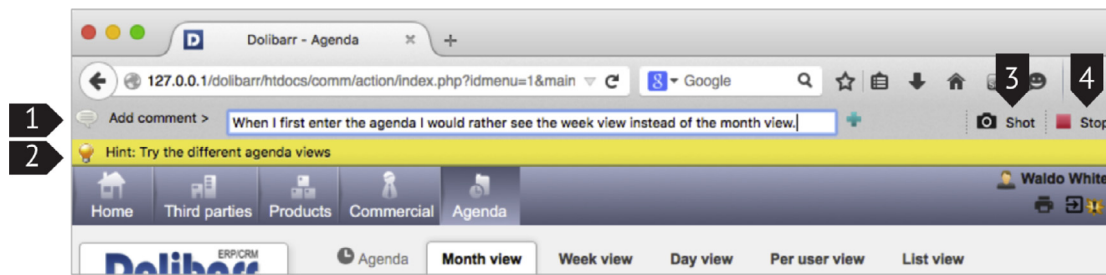 Dolibarr - Agenda
127.0.0.1/dolibarr/htdocs/comm/action/index.php?idmenu=1&main
8 Google
3
4
1
Add comment >
When I first enter the agenda I would rather see the week view instead of the month view.
Shot
Stop
2
Hint: Try the different agenda views
Waldo White
Home Third parties Products Commercial Agenda
Dolibarr ERP/CRM
Agenda Month view Week view Day view Per user view List view